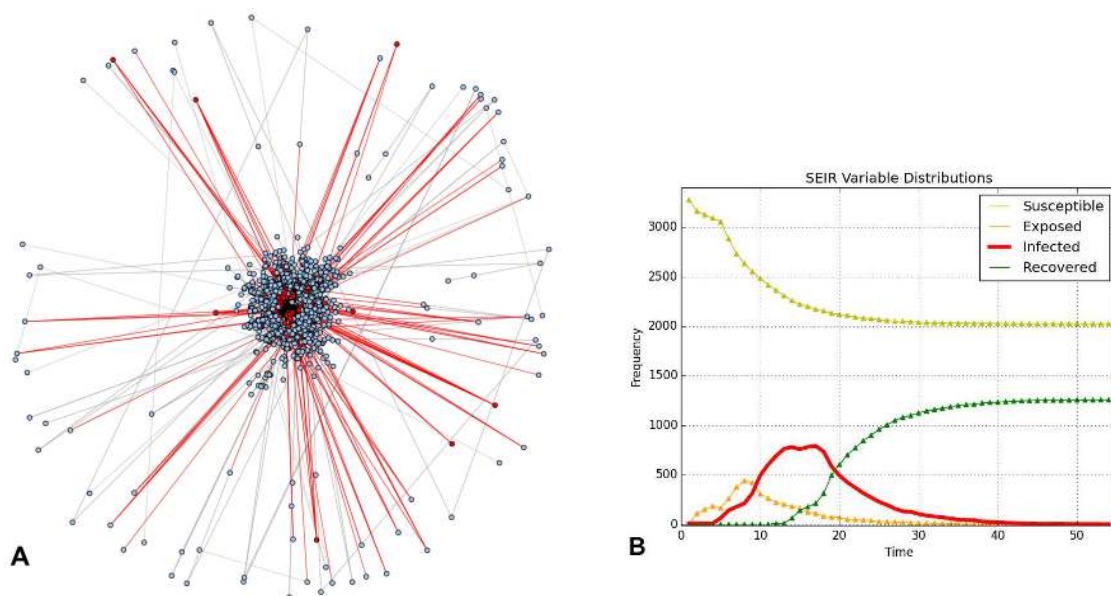 A
SEIR Variable Distributions
Susceptible
Exposed
Infected
Recovered
3000
2500
2000
1500
1000
500
0
Frequency
0 10 20 30 40 50
Time
B